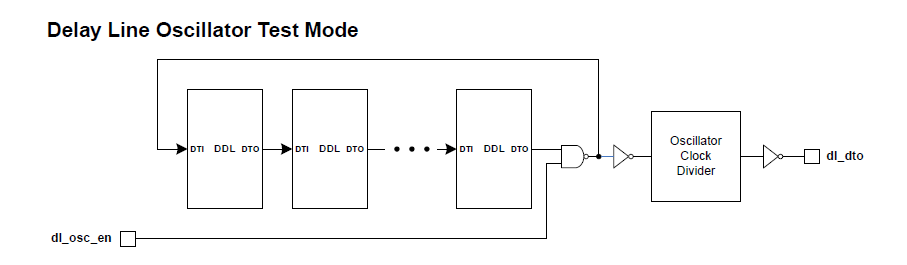 Delay Line Oscillator Test Mode
DTI DDL DTO DTI DDL DTO DTI DDL DTO
Oscillator
Clock
Divider
dl_dto
dl_osc_en